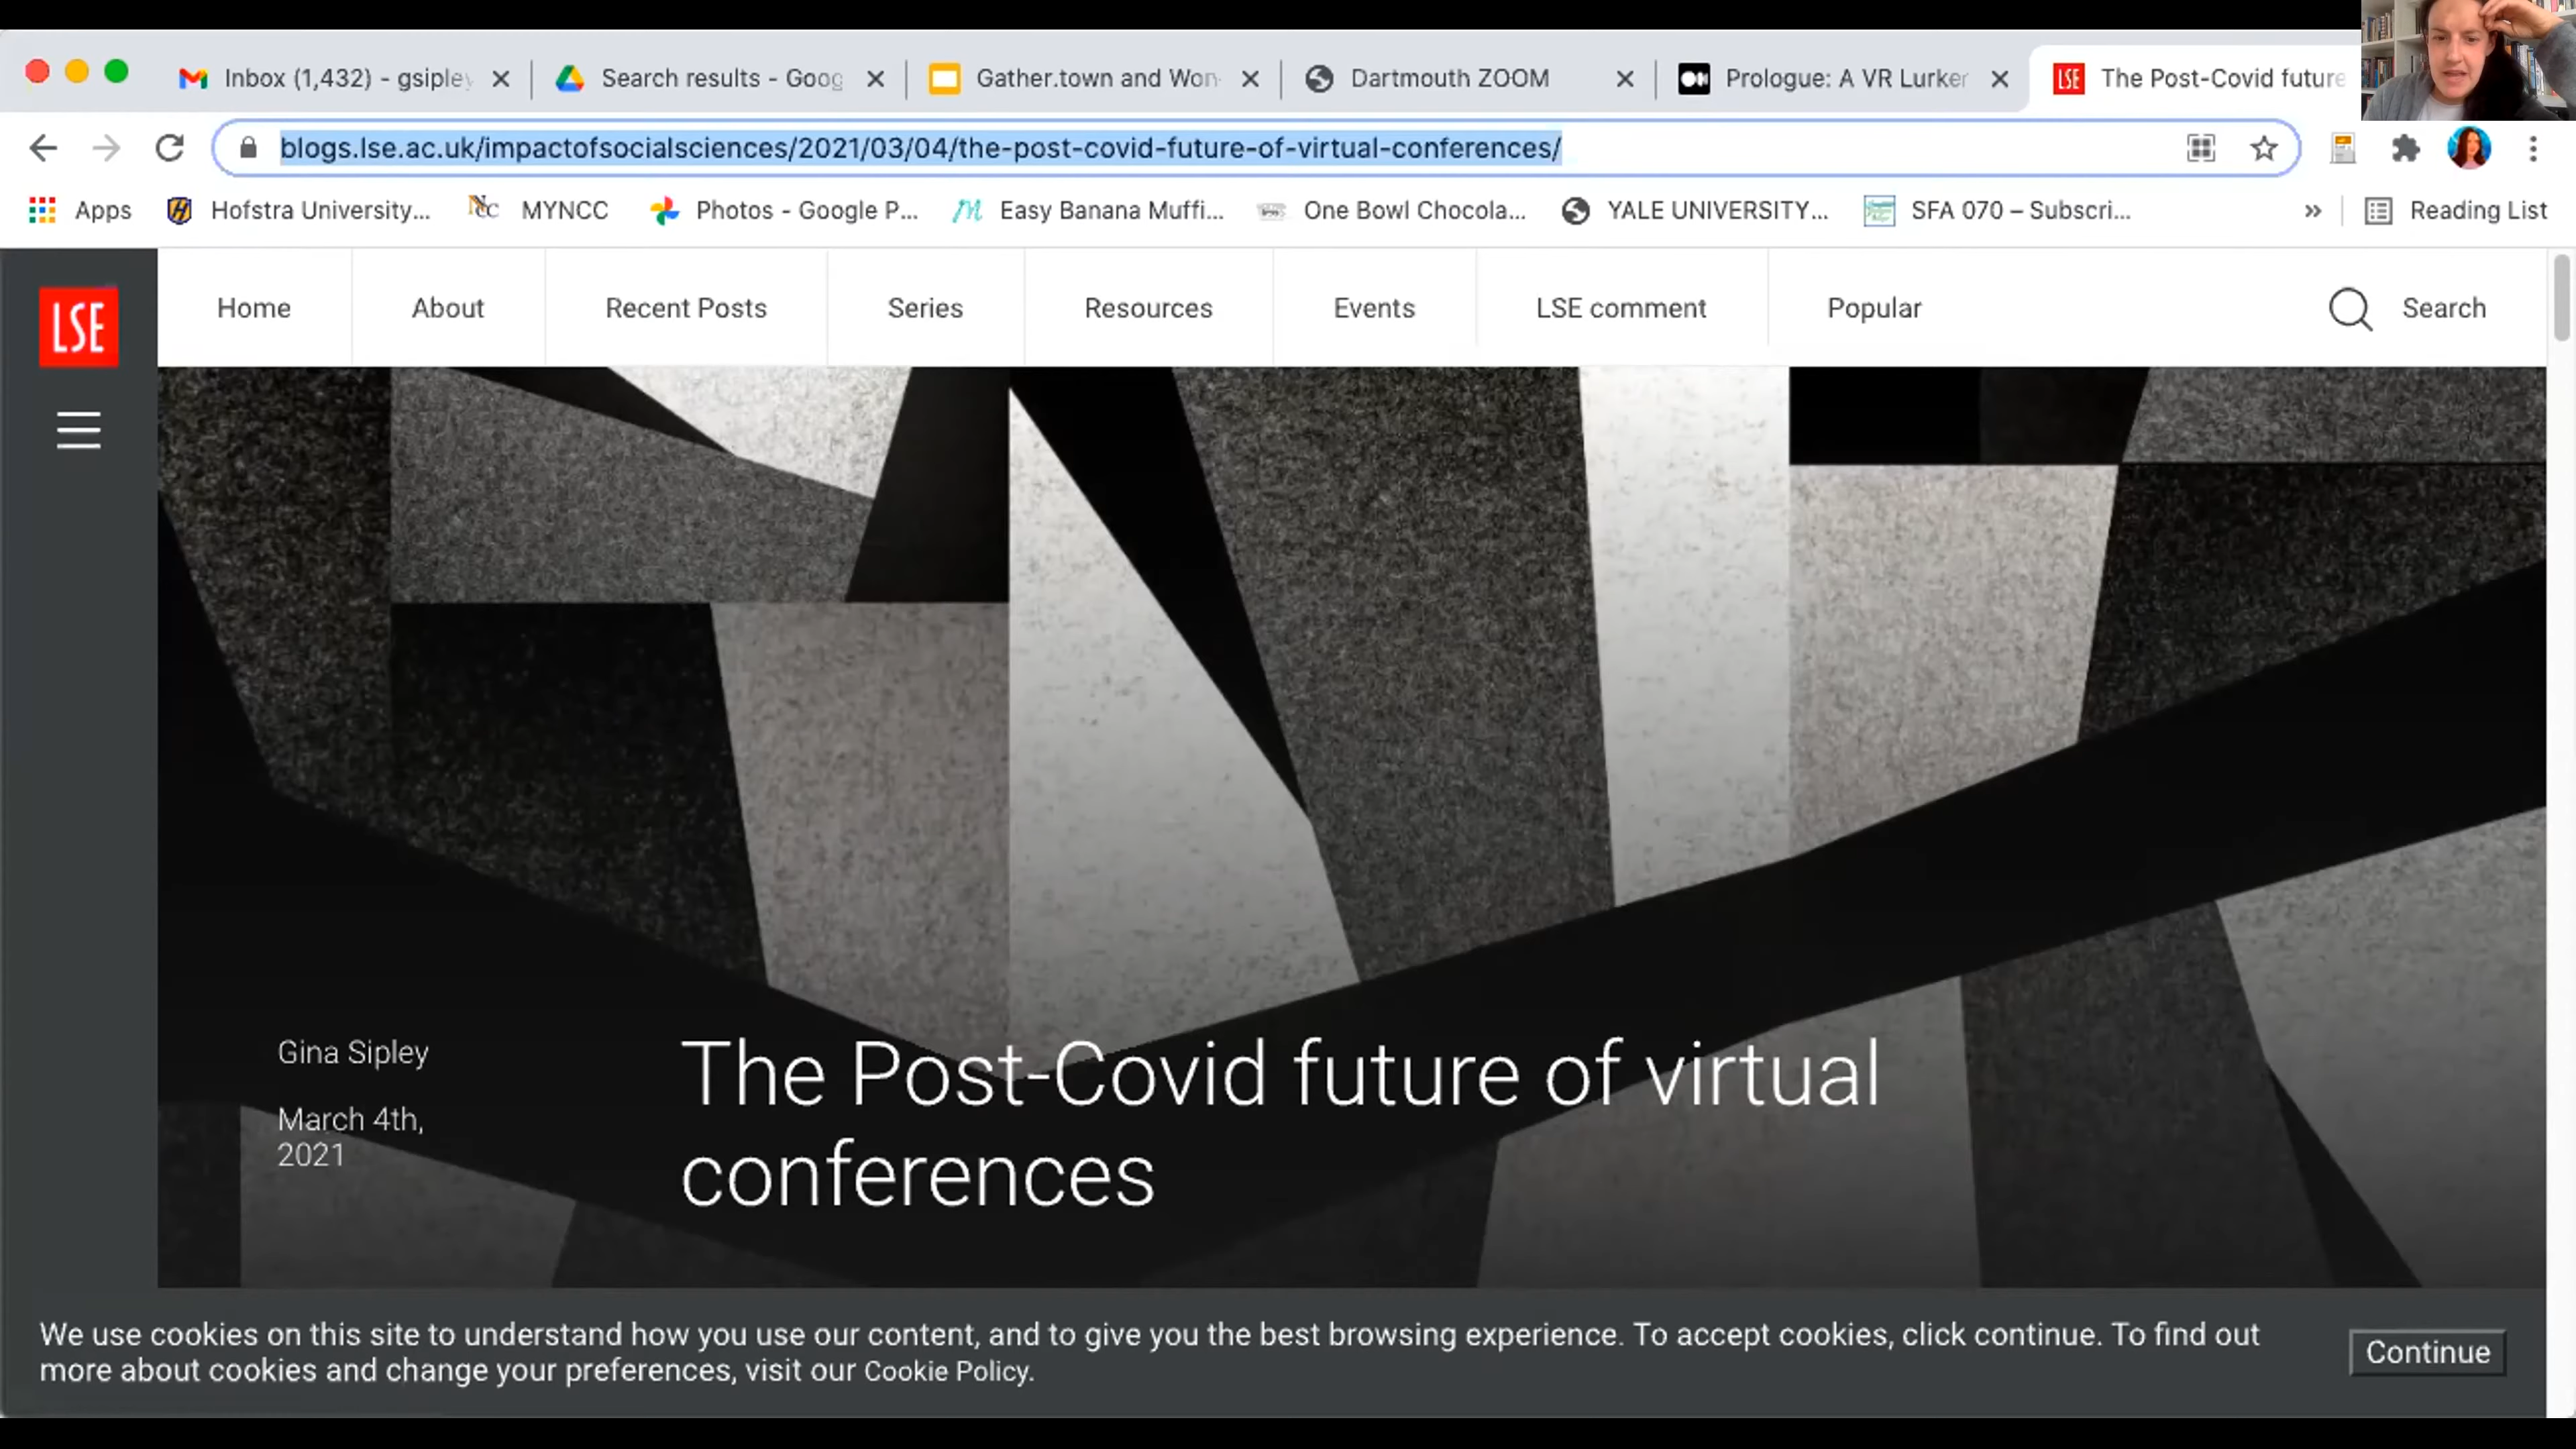 Inbox (1,432) - gsipley
Search results - Goog
Gather.town and Won
Dartmouth ZOOM
Prologue: A VR Lurker
LSE
The Post-Covid future
blogs.lse.ac.uk/impactofsocialsciences/2021/03/04/the-post-covid-future-of-virtual-conferences/
Apps
Hofstra University...
NCC
MYNCC
Photos - Google P...
Easy Banana Muffi...
One Bowl Chocola...
YALE UNIVERSITY...
SFA 070 – Subscri...
»
Reading List
LSE
Home
About
Recent Posts
Series
Resources
Events
LSE comment
Popular
Search
Gina Sipley
March 4th,
2021
The Post-Covid future of virtual
conferences
We use cookies on this site to understand how you use our content, and to give you the best browsing experience. To accept cookies, click continue. To find out
more about cookies and change your preferences, visit our Cookie Policy.
Continue